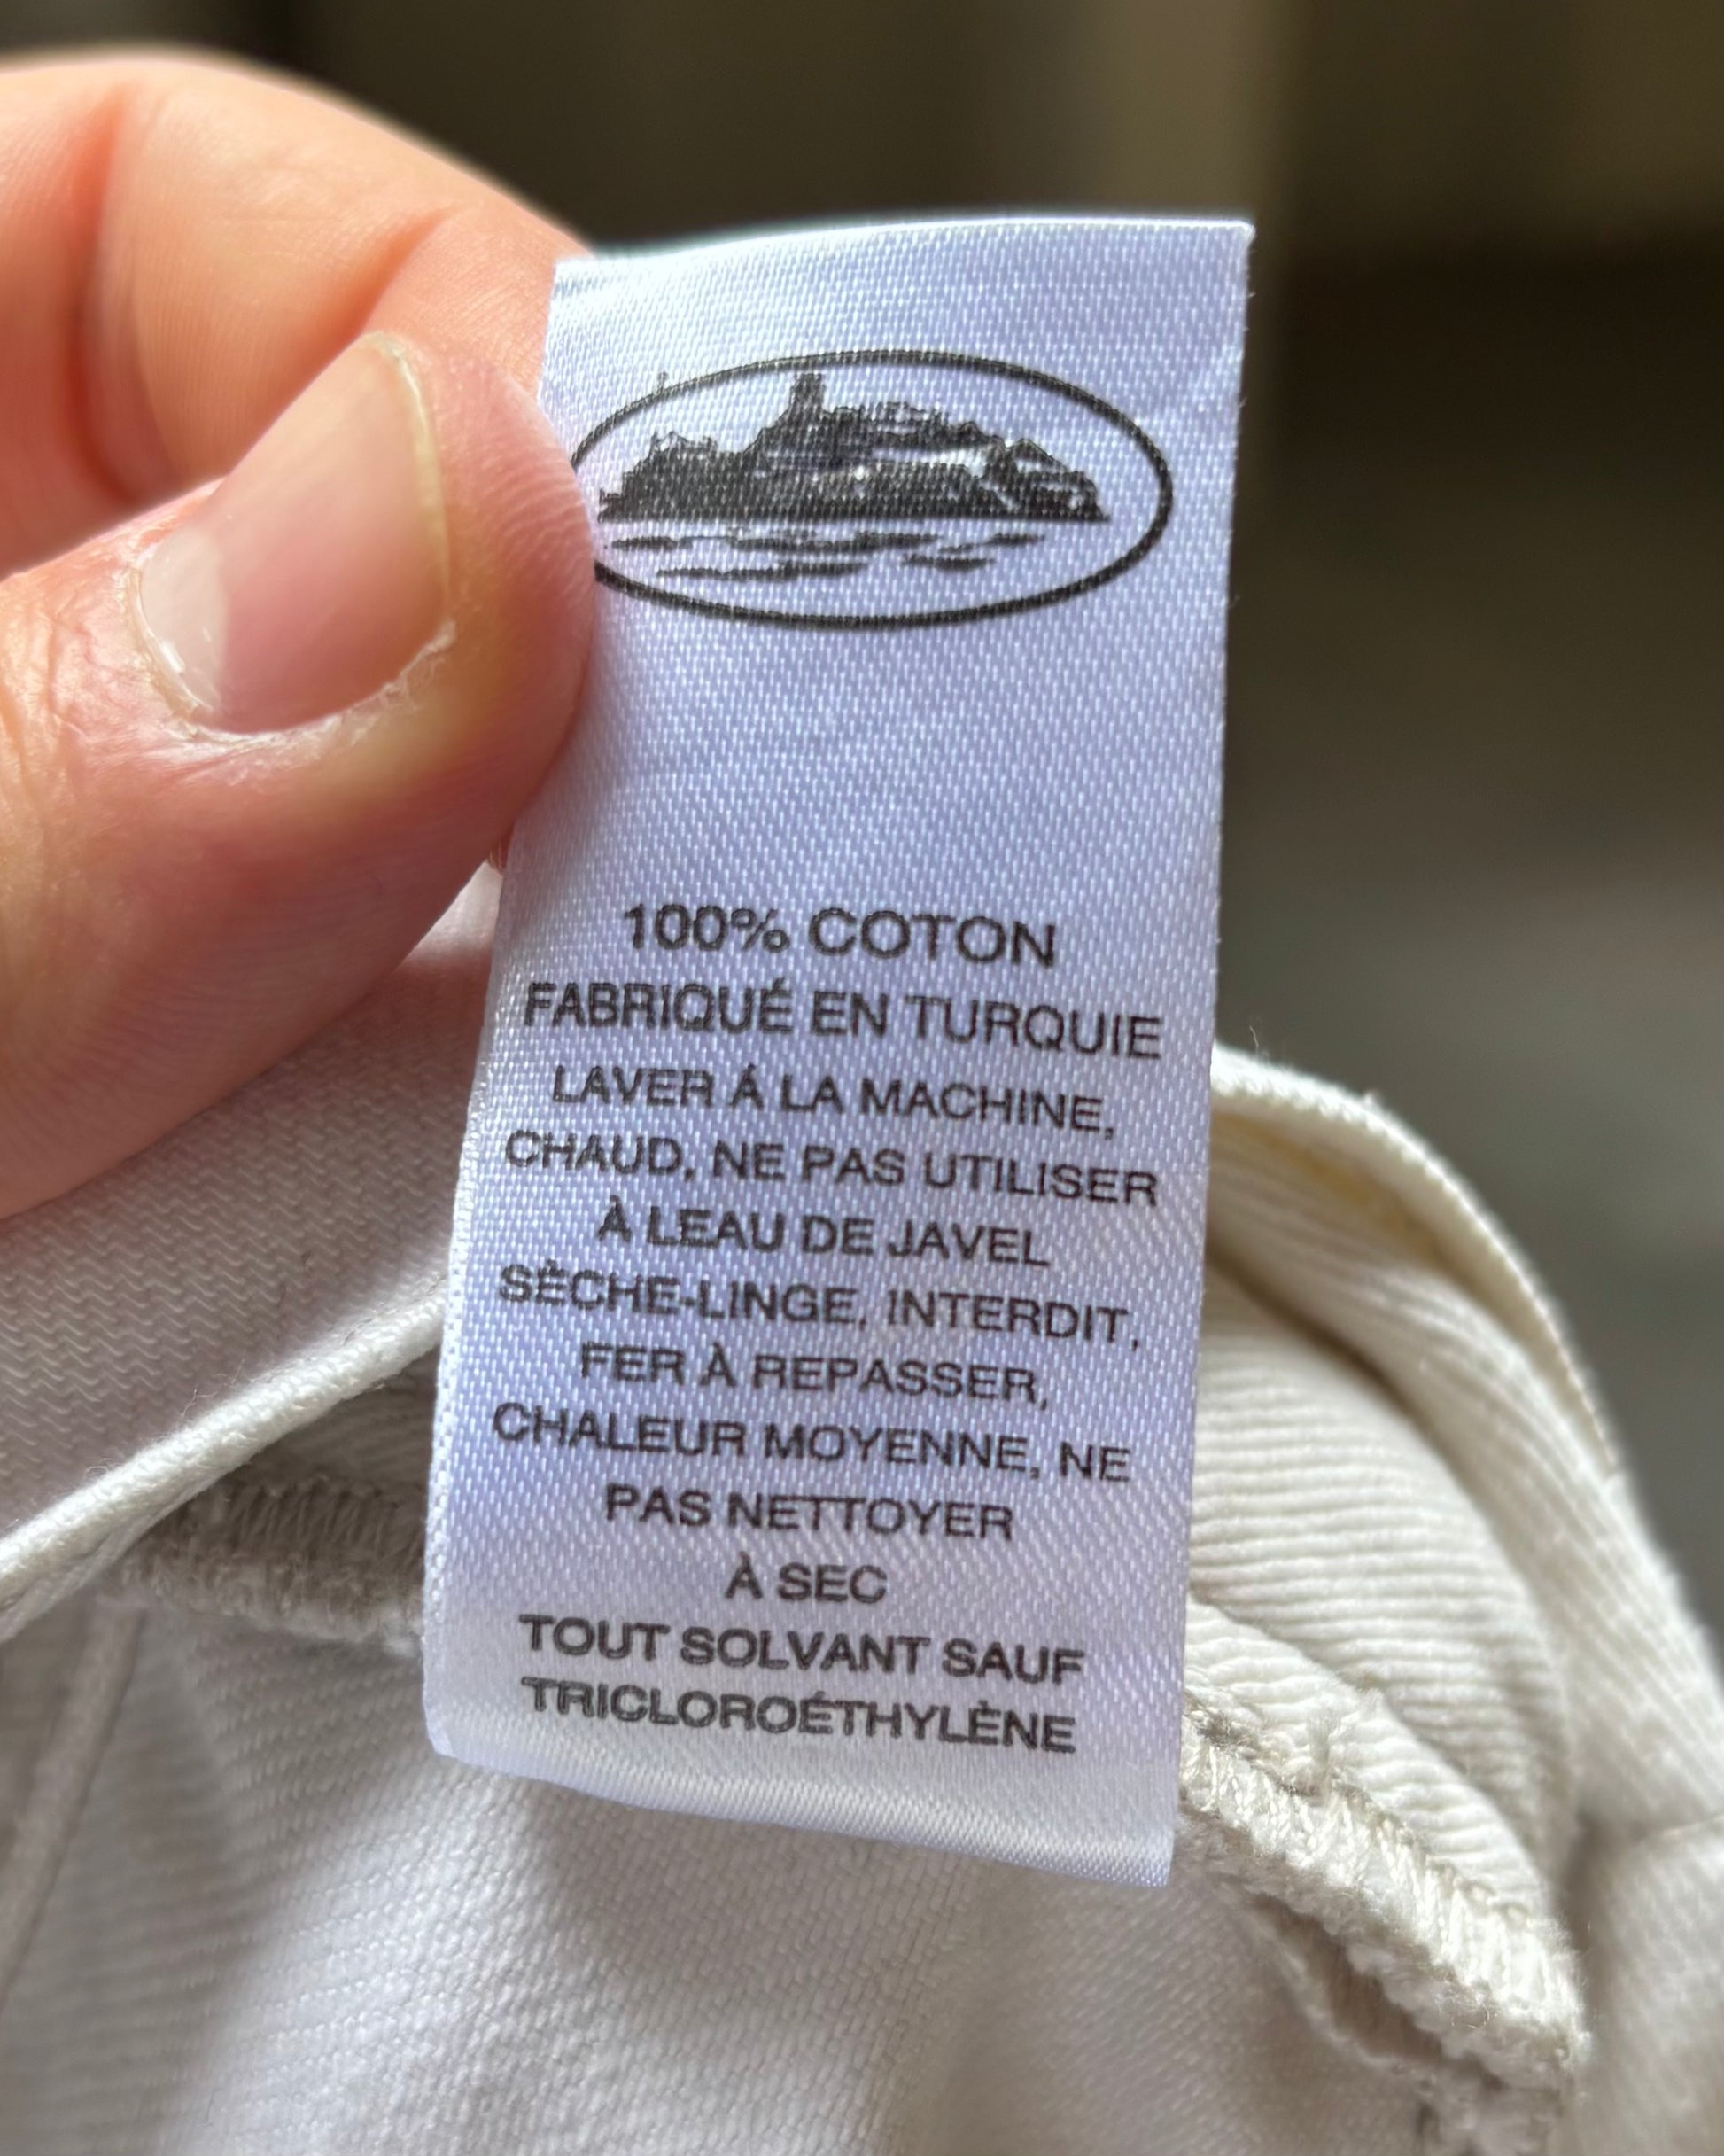 100% COTON
FABRIQUÉ EN TURQUIE
LAVER Á LA MACHINE,
CHAUD, NE PAS UTILISER
À LEAU DE JAVEL
SÈCHE-LINGE, INTERDIT,
FER À REPASSER,
CHALEUR MOYENNE, NE
PAS NETTOYER
À SEC
TOUT SOLVANT SAUF
TRICLOROÉTHYLÈNE